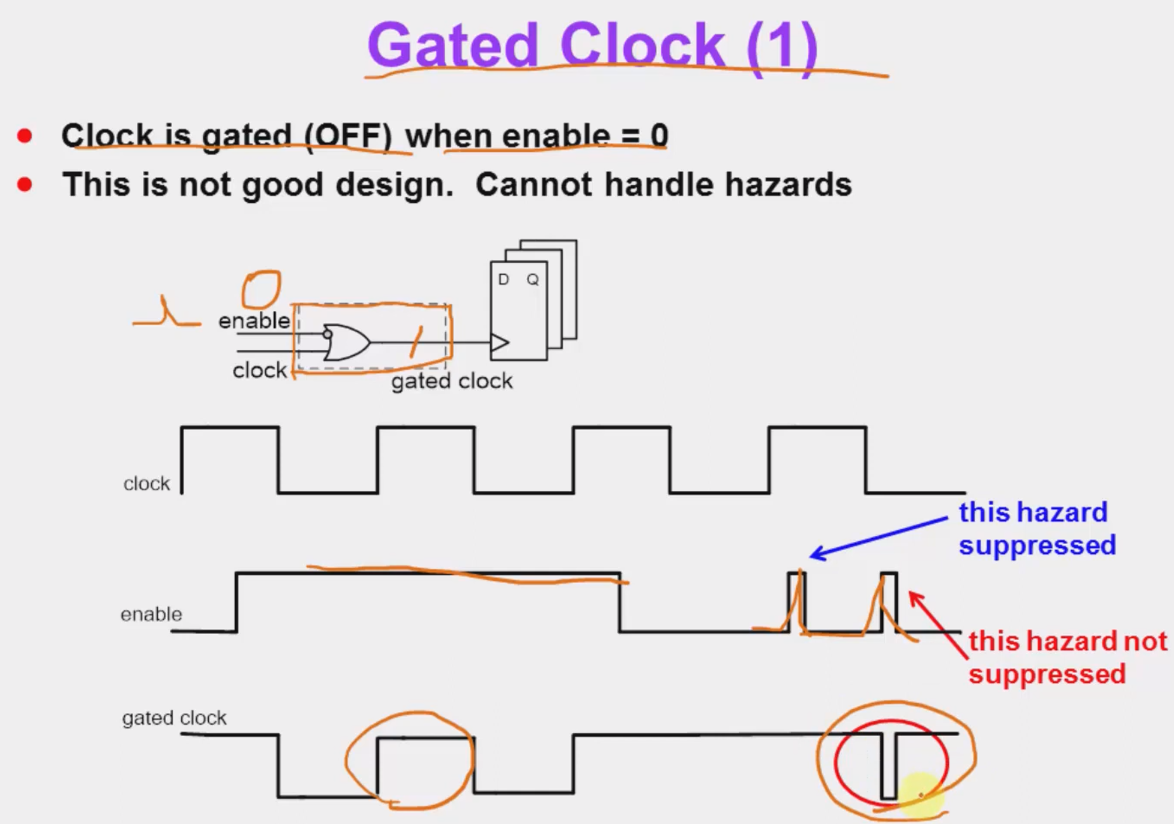 Gated Clock (1)
Clock is gated (OFF) when enable = 0
This is not good design.  Cannot handle hazards
0
enable
clock
D Q
1
gated clock
clock
this hazard
suppressed
enable
this hazard not
suppressed
gated clock